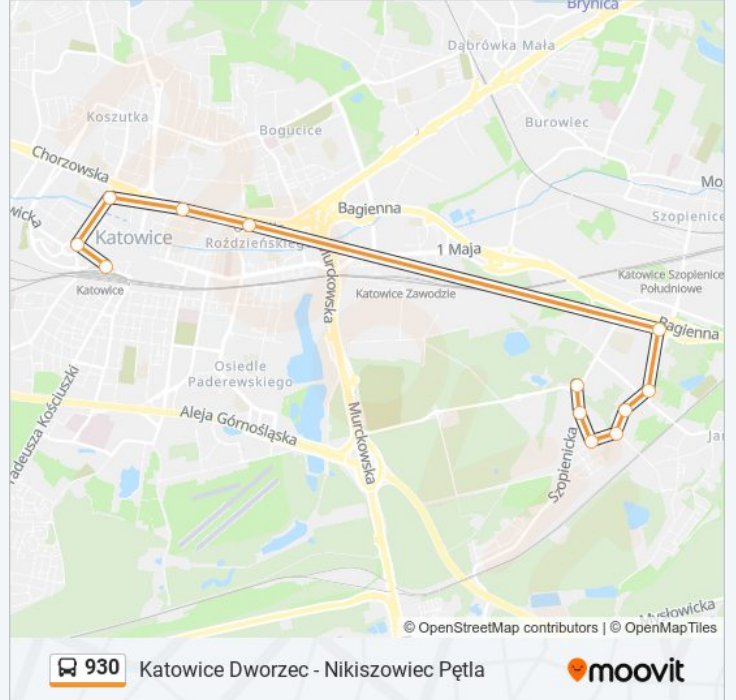 Brynica
Dąbrówka Mała
Koszutka
Burowiec
Bogucice
Chorzowska
Mo
Bagienna
wicka
Szopienice
Katowice
Roździeńskiego
1 Maja
Murckowska
Katowice Szopienice
Południowe
Katowice
Katowice Zawodzie
Bagienna
Osiedle
Paderewskiego
Tadeusza Kościuszki
Aleja Górnośląska
Murckowska
Szopienicka
Jan
Mysłowicka
© OpenStreetMap contributors | © OpenMapTiles
930 Katowice Dworzec - Nikiszowiec Pętla
moovit